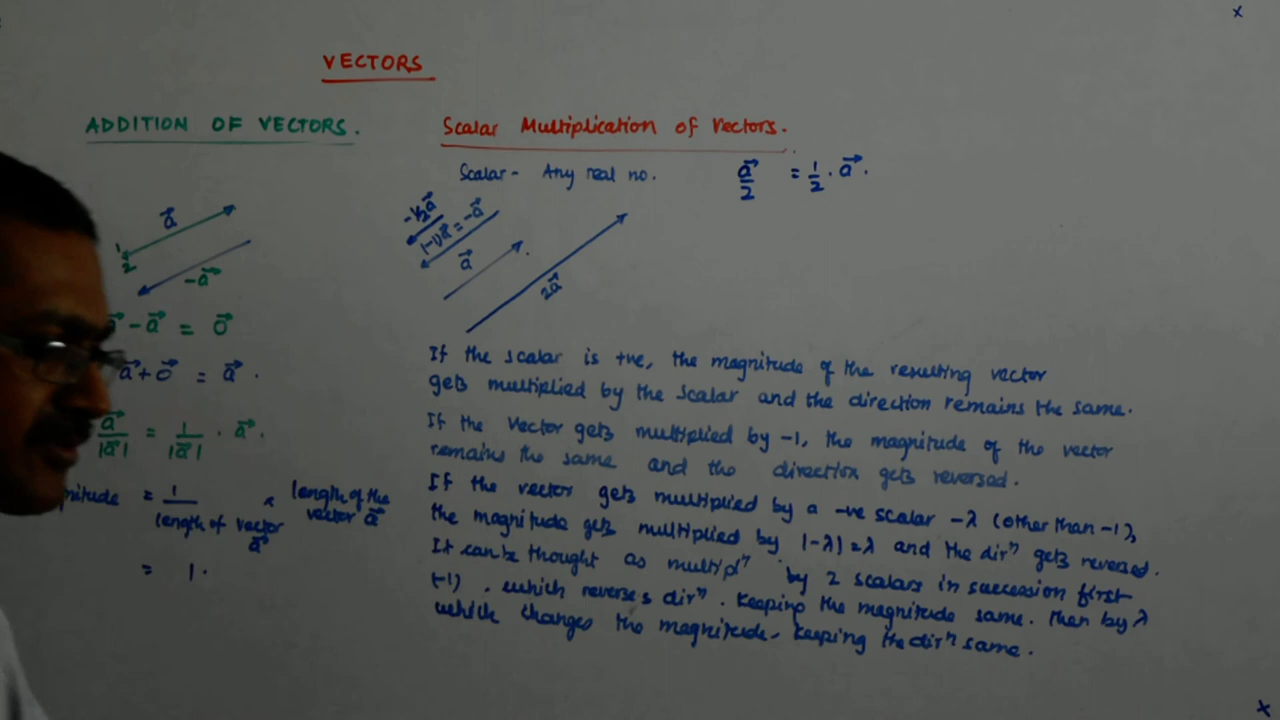 x
VECTORS
ADDITION OF VECTORS.
a⃗
1/2
-a⃗
a⃗ - a⃗ = 0⃗
a⃗ + 0⃗ = a⃗ .
a⃗/|a⃗| = 1/|a⃗| · a⃗.
= 1/length of vector a⃗ × length of the vector a⃗
= 1.
Scalar Multiplication of Vectors.
Scalar - Any real no.
a⃗/2 = 1/2 · a⃗.
-1/2a⃗
(-1)a⃗ = -a⃗
a⃗
2a⃗
If the scalar is +ve, the magnitude of the resulting vector
gets multiplied by the scalar and the direction remains the same.
If the vector gets multiplied by -1, the magnitude of the vector
remains the same and the direction gets reversed.
If the vector gets multiplied by a -ve scalar -λ (other than -1),
the magnitude gets multiplied by |-λ| = λ and the dirⁿ gets reversed.
It can be thought as multiplⁿ by 2 scalars in succession first
(-1) . which reverses dirⁿ. keeping the magnitude same. Then by λ
which changes the magnitude - keeping the dirⁿ same.
x